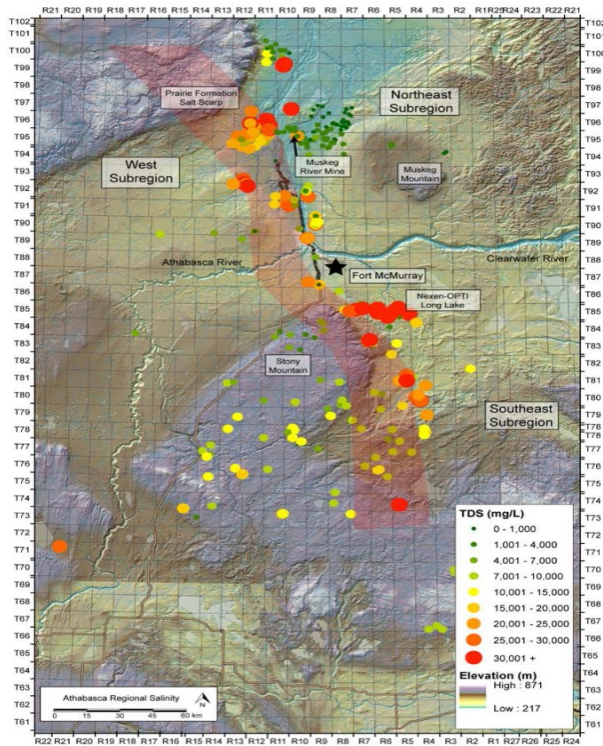 R21 R20 R19 R18 R17 R16 R15 R14 R13 R12 R11 R10 R9 R8 R7 R6 R5 R4 R3 R2 R1 R25 R24 R23 R22 R21
T102
T101
T100
T99
T98
T97
T96
T95
T94
T93
T92
T91
T90
T89
T88
T87
T86
T85
T84
T83
T82
T81
T80
T79
T78
T77
T76
T75
T74
T73
T72
T71
T70
T69
T68
T67
T66
T65
T64
T63
T62
T61
Prairie Formation
Salt Scarp
Northeast
Subregion
West
Subregion
Muskeg
River Mine
Muskeg
Mountain
Athabasca River
Clearwater River
Fort McMurray
Nexen-OPTI
Long Lake
Stony
Mountain
Southeast
Subregion
TDS (mg/L)
0 - 1,000
1,001 - 4,000
4,001 - 7,000
7,001 - 10,000
10,001 - 15,000
15,001 - 20,000
20,001 - 25,000
25,001 - 30,000
30,001 +
Elevation (m)
High : 871
Low : 217
Athabasca Regional Salinity
N
0 15 30 60 km
R22 R21 R20 R19 R18 R17 R16 R15 R14 R13 R12 R11 R10 R9 R8 R7 R6 R5 R4 R3 R2 R1 R27 R26 R25 R24